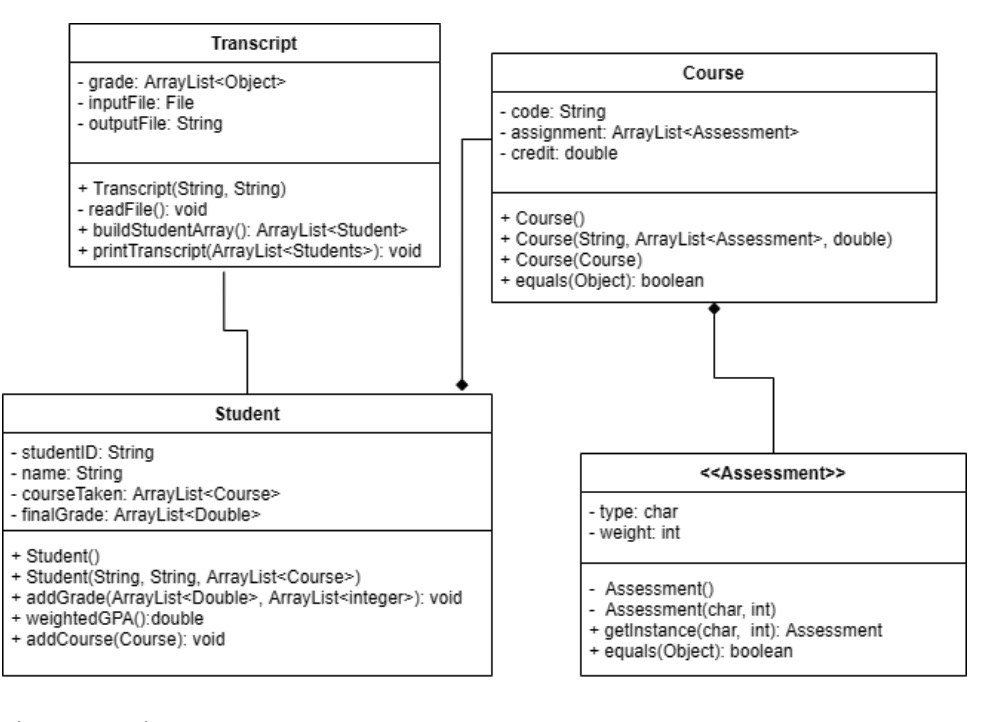 Transcript
- grade: ArrayList<Object>
- inputFile: File
- outputFile: String
+ Transcript(String, String)
- readFile(): void
+ buildStudentArray(): ArrayList<Student>
+ printTranscript(ArrayList<Students>): void
Course
- code: String
- assignment: ArrayList<Assessment>
- credit: double
+ Course()
+ Course(String, ArrayList<Assessment>, double)
+ Course(Course)
+ equals(Object): boolean
Student
- studentID: String
- name: String
- courseTaken: ArrayList<Course>
- finalGrade: ArrayList<Double>
+ Student()
+ Student(String, String, ArrayList<Course>)
+ addGrade(ArrayList<Double>, ArrayList<integer>): void
+ weightedGPA():double
+ addCourse(Course): void
<<Assessment>>
- type: char
- weight: int
- Assessment()
- Assessment(char, int)
+ getInstance(char, int): Assessment
+ equals(Object): boolean